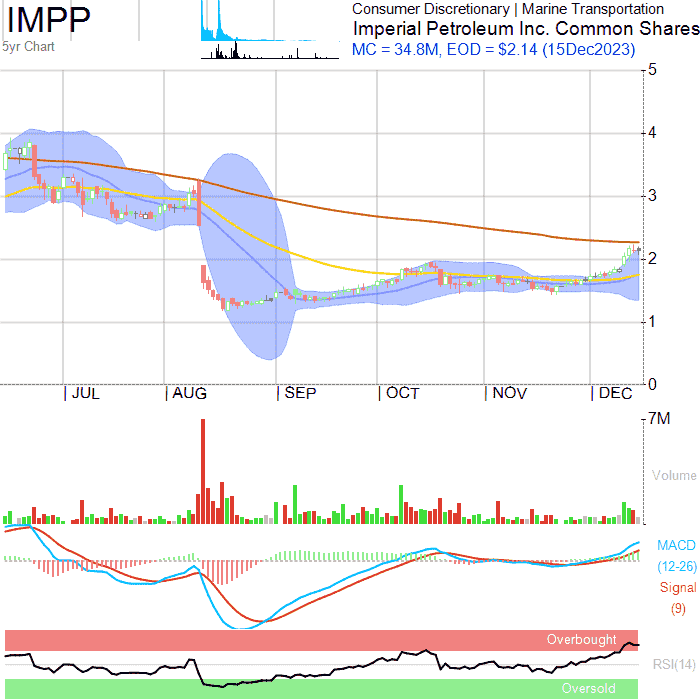 IMPP
5yr Chart
Consumer Discretionary | Marine Transportation
Imperial Petroleum Inc. Common Shares
MC = 34.8M, EOD = $2.14 (15Dec2023)
5
4
3
2
1
0
| JUL | AUG | SEP | OCT | NOV | DEC
7M
Volume
MACD
(12-26)
Signal
(9)
Overbought
RSI(14)
Oversold